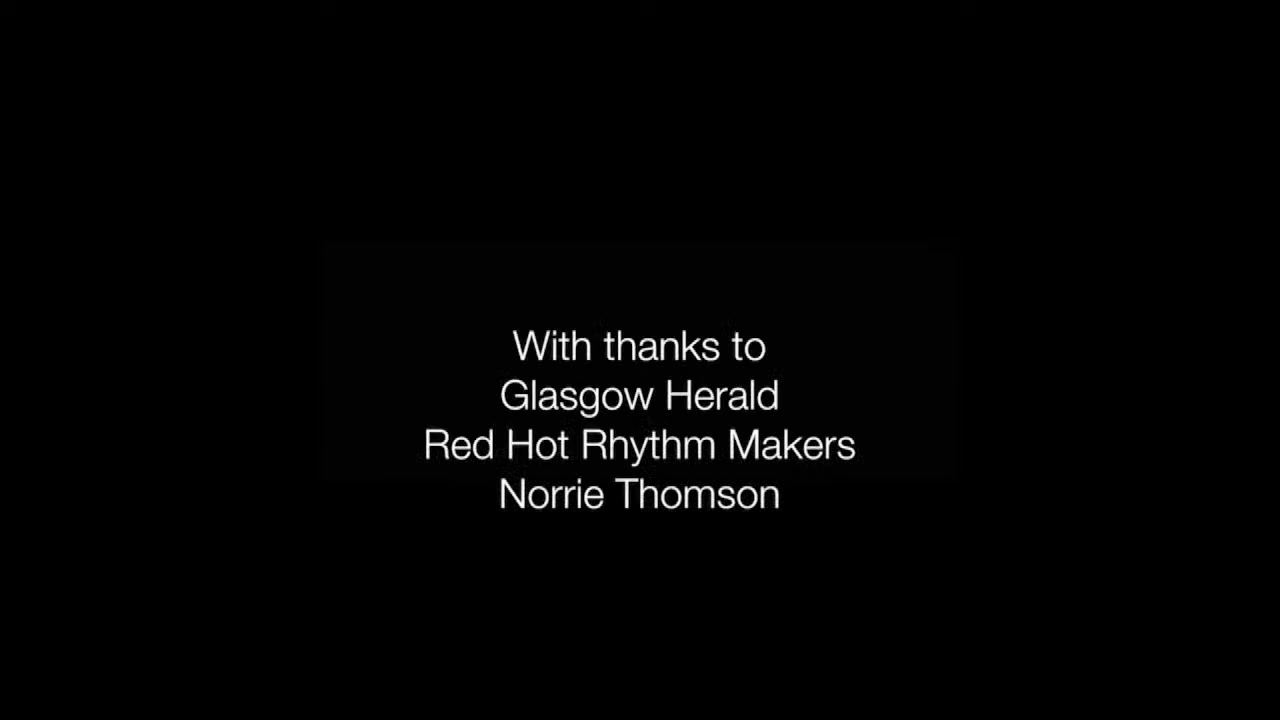 With thanks to
Glasgow Herald
Red Hot Rhythm Makers
Norrie Thomson